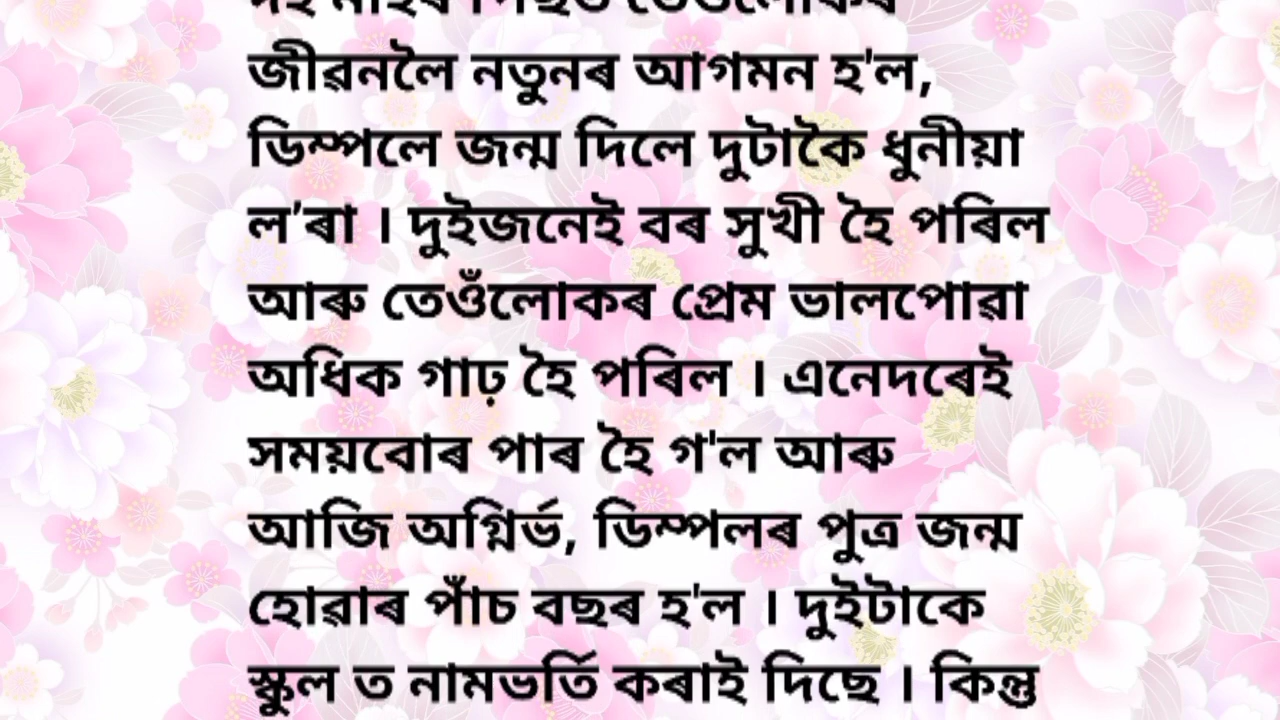 জীৱনলৈ নতুনৰ আগমন হ'ল,
ডিম্পলে জন্ম দিলে দুটাকৈ ধুনীয়া
ল’ৰা । দুইজনেই বৰ সুখী হৈ পৰিল
আৰু তেওঁলোকৰ প্ৰেম ভালপোৱা
অধিক গাঢ় হৈ পৰিল । এনেদৰেই
সময়বোৰ পাৰ হৈ গ'ল আৰু
আজি অগ্নিৰ্ভ, ডিম্পলৰ পুত্ৰ জন্ম
হোৱাৰ পাঁচ বছৰ হ'ল । দুইটাকে
স্কুল ত নামভৰ্তি কৰাই দিছে । কিন্তু